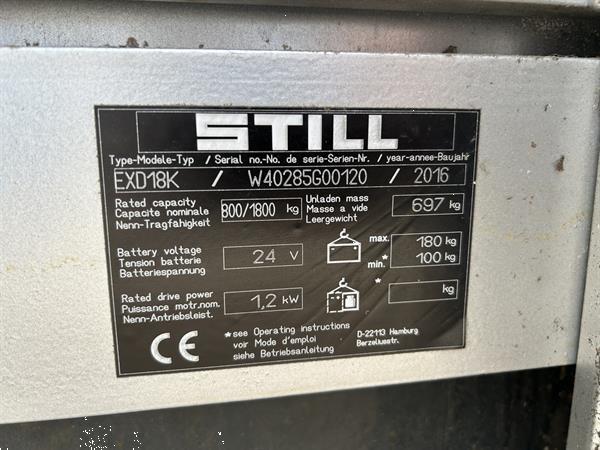 STILL
Type-Modele-Typ / Serial no.-No. de serie-Serien-Nr. / year-annee-Baujahr
EXD18K / W40285G00120 / 2016
Rated capacity
Capacite nominale
Nenn-Tragfähigkeit
800/1800 kg
Unladen mass
Masse a vide
Leergewicht
697 kg
Battery voltage
Tension batterie
Batteriespannung
24 V
max. 180 kg
min.* 100 kg
Rated drive power
Puissance motr.nom.
Nenn-Antriebsleist.
1,2 kW
* kg
CE
*see Operating instructions
voir Mode d'emploi
siehe Betriebsanleitung
D-22113 Hamburg
Berzeliusstr.